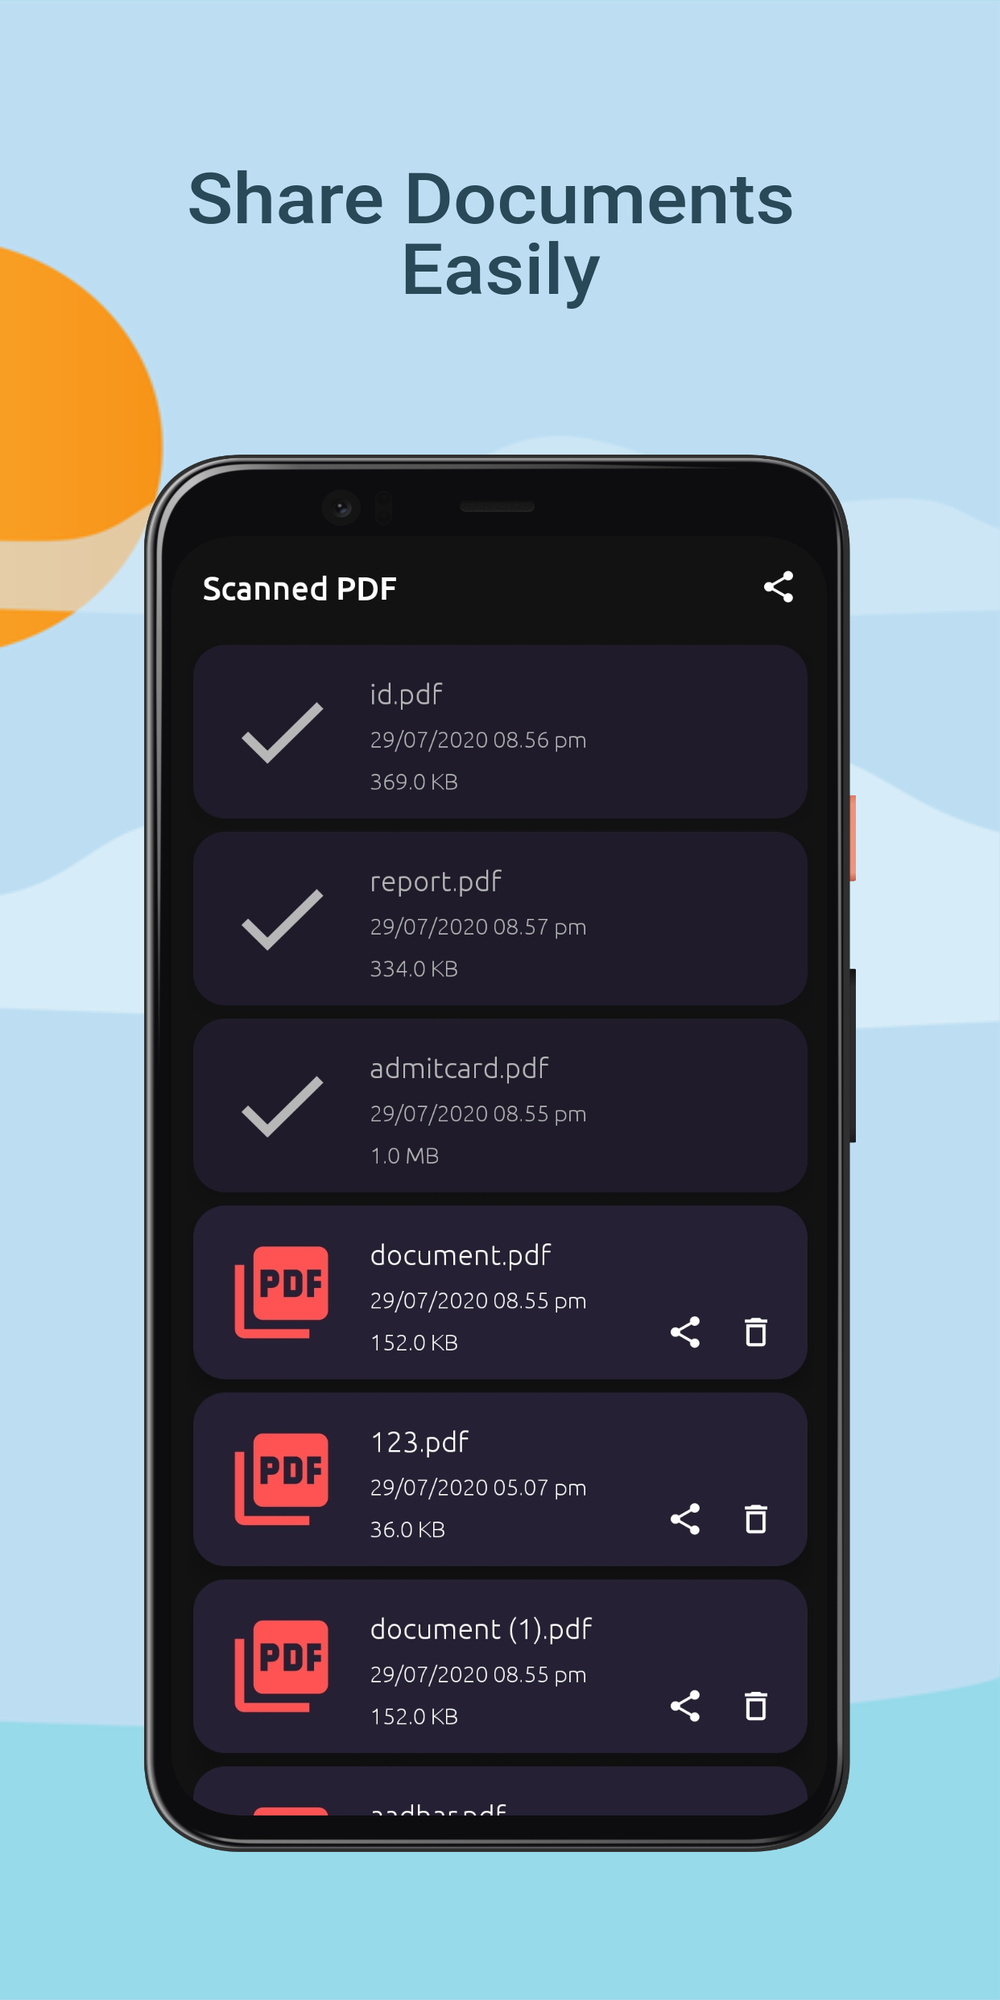 Share Documents
Easily
Scanned PDF
id.pdf
29/07/2020 08.56 pm
369.0 KB
report.pdf
29/07/2020 08.57 pm
334.0 KB
admitcard.pdf
29/07/2020 08.55 pm
1.0 MB
PDF
document.pdf
29/07/2020 08.55 pm
152.0 KB
PDF
123.pdf
29/07/2020 05.07 pm
36.0 KB
PDF
document (1).pdf
29/07/2020 08.55 pm
152.0 KB
aadhar.pdf